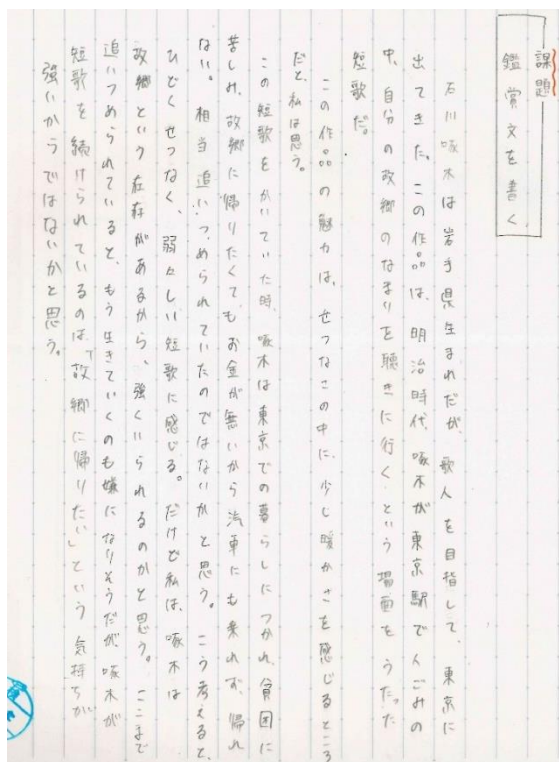 課題
鑑賞文を書く
石川啄木は岩手県生まれだが、歌人を目指して、東京に
出てきた。この作品は、明治時代、啄木が東京駅で人ごみの
中、自分の故郷のなまりを聴きに行くという場面をうたった
短歌だ。
この作品の魅力は、せつなさの中に、少し暖かさを感じるところ
だと、私は思う。
この短歌をかいていた時、啄木は東京での暮らしにつかれ、貧困に
苦しみ、故郷に帰りたくてもお金が無いから汽車にも乗れず、帰れ
ない。相当追いつめられていたのではないかと思う。こう考えると、
ひどくせつなく、弱々しい短歌に感じる。だけど私は、啄木は
故郷という存在があるから、強くいられるのかと思う。ここまで
追いつめられていると、もう生きていくのも嫌になりそうだが、啄木が
短歌を続けられているのは、「故郷に帰りたい」という気持ちが
強いからではないかと思う。